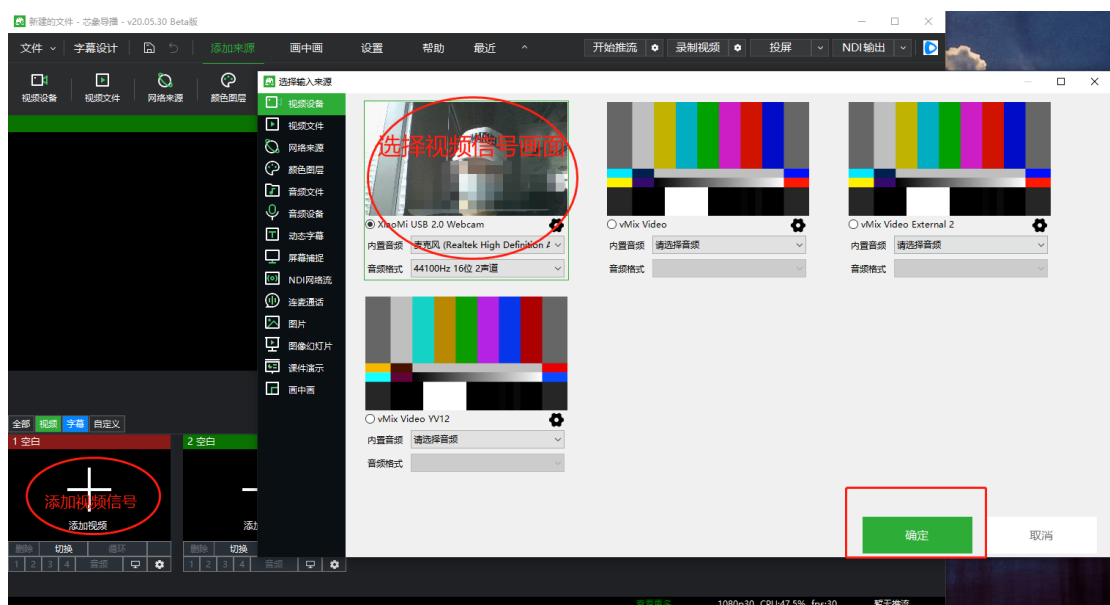 新建的文件 - 芯象导播 - v20.05.30 Beta版
文件 字幕设计 添加来源 画中画 设置 帮助 最近 开始推流 录制视频 投屏 NDI输出
视频设备 视频文件 网络来源 颜色图层
选择输入来源
视频设备
视频文件
网络来源
颜色图层
音频文件
音频设备
动态字幕
屏幕捕捉
NDI网络流
连麦通话
图片
图像幻灯片
课件演示
画中画
选择视频信号画面
XiaoMi USB 2.0 Webcam
内置音频 麦克风 (Realtek High Definition A
音频格式 44100Hz 16位 2声道
vMix Video
内置音频 请选择音频
音频格式
vMix Video External 2
内置音频 请选择音频
音频格式
vMix Video YV12
内置音频 请选择音频
音频格式
全部 视频 字幕 自定义
1 空白
添加视频信号
添加视频
删除 切换 循环
1 2 3 4 音频
2 空白
添加
删除 切换
1 2 3 4 音频
确定 取消
查看更多 1080p30 CPU:47.5% fps:30 暂无推流